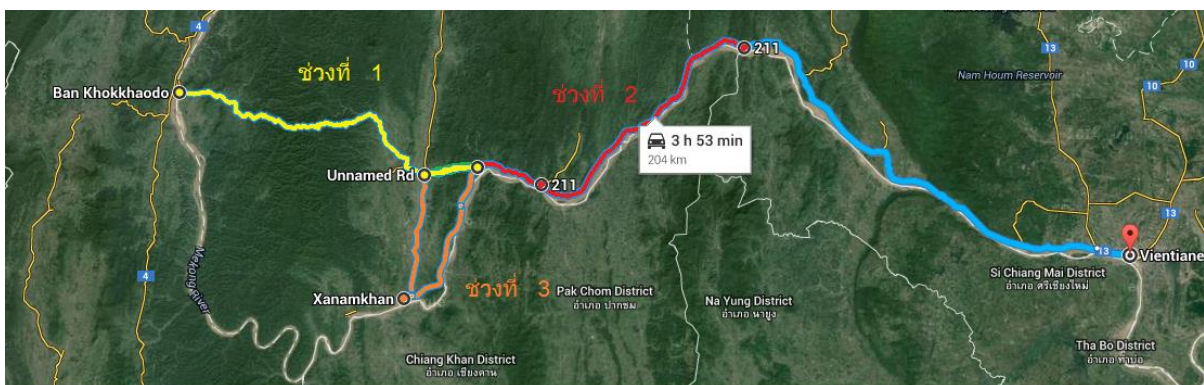 4
Nam Houm Reservoir
13
10
10
13
Ban Khokkhaodo
ช่วงที่ 1
ช่วงที่ 2
211
3 h 53 min
204 km
Unnamed Rd
211
13
13
Vientiane
Mekong River
4
Xanamkhan
ช่วงที่ 3
Pak Chom District
อำเภอ ปากชม
Na Yung District
อำเภอ นายูง
Si Chiang Mai District
อำเภอ ศรีเชียงใหม่
Chiang Khan District
อำเภอ เชียงคาน
Tha Bo District
อำเภอ ท่าบ่อ